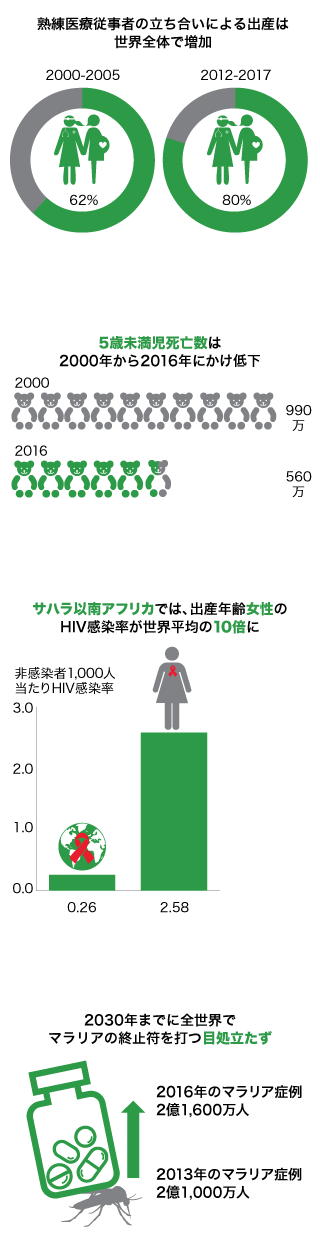 熟練医療従事者の立ち合いによる出産は
世界全体で増加
2000-2005
2012-2017
62%
80%
5歳未満児死亡数は
2000年から2016年にかけ低下
2000
990
万
2016
560
万
サハラ以南アフリカでは、出産年齢女性の
HIV感染率が世界平均の10倍に
非感染者1,000人
当たりHIV感染率
3.0
2.0
1.0
0.0
0.26
2.58
2030年までに全世界で
マラリアの終止符を打つ目処立たず
2016年のマラリア症例
2億1,600万人
2013年のマラリア症例
2億1,000万人